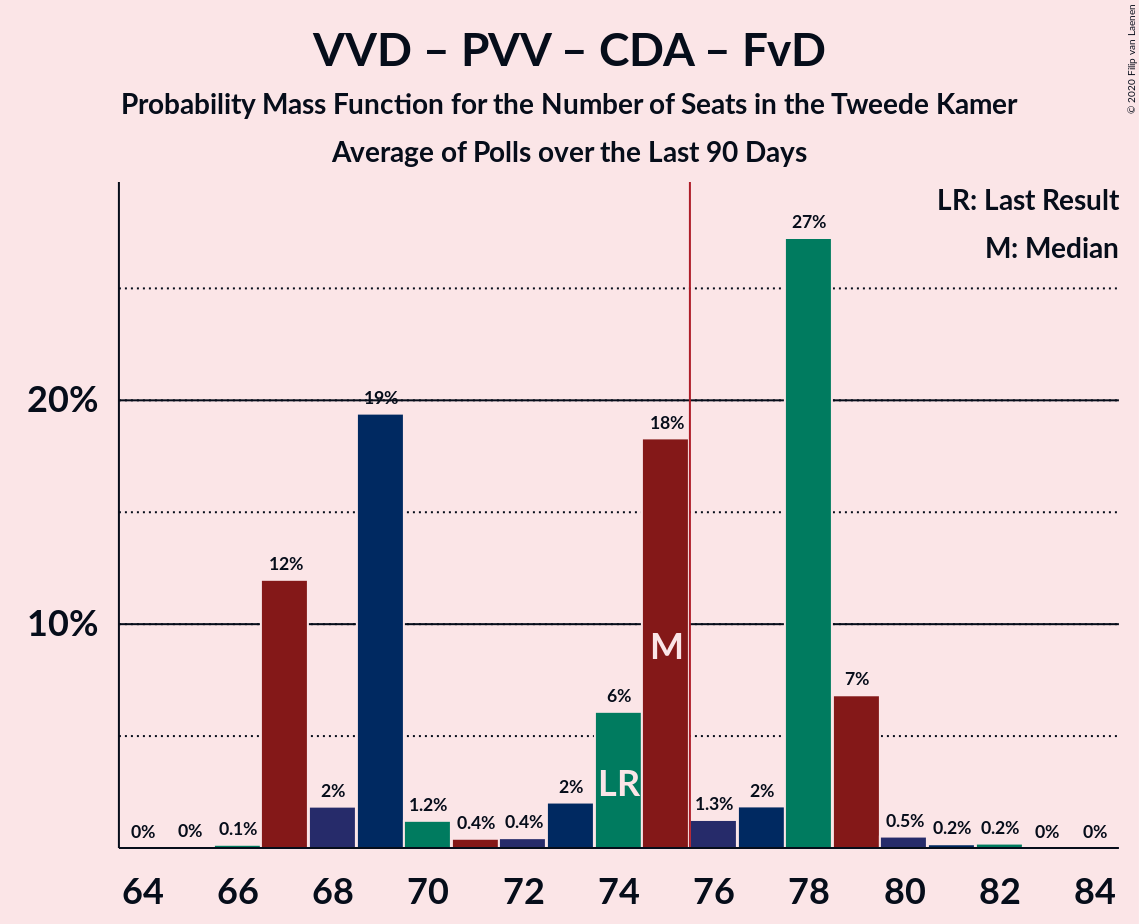 VVD – PVV – CDA – FvD
Probability Mass Function for the Number of Seats in the Tweede Kamer
Average of Polls over the Last 90 Days
© 2020 Filip van Laenen
LR: Last Result
M: Median
20%
10%
0%
0%
0.1%
12%
2%
19%
1.2%
0.4%
0.4%
2%
6%
18%
1.3%
2%
27%
7%
0.5%
0.2%
0.2%
0%
0%
M
LR
64 66 68 70 72 74 76 78 80 82 84